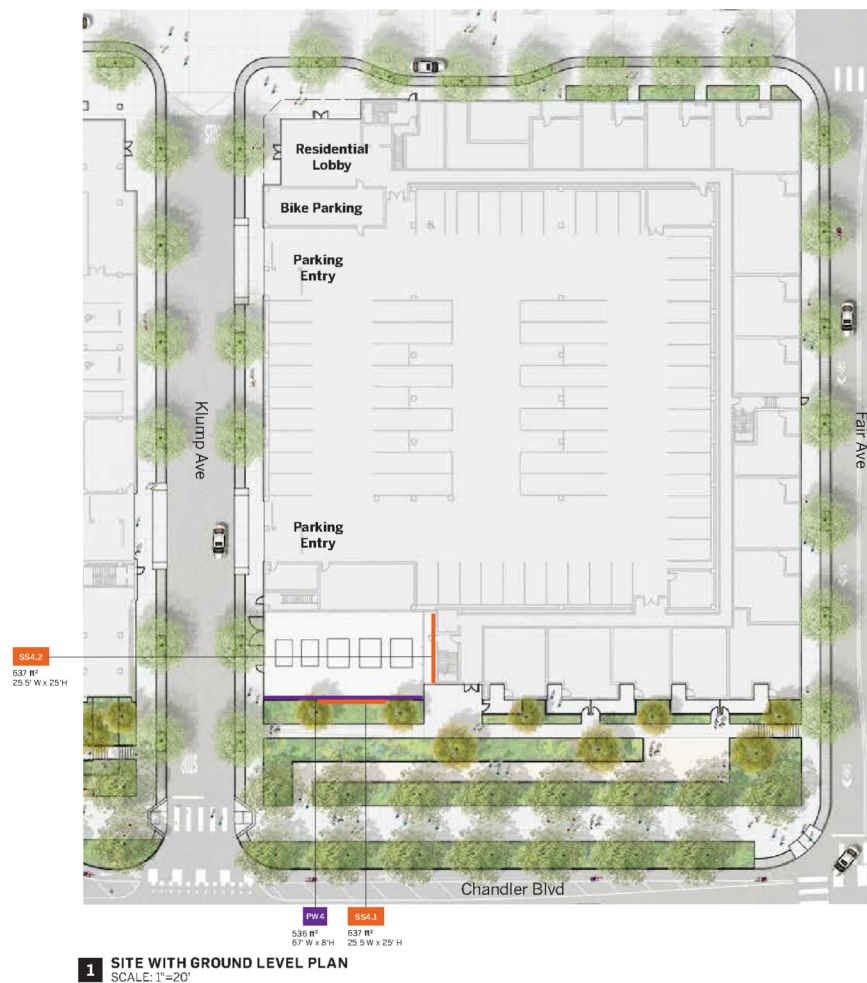 Residential
Lobby
Bike Parking
Parking
Entry
Klump Ave
Fair Ave
Parking
Entry
SS4.2
637 ft²
25.5' W x 25'H
STOP
Chandler Blvd
PW4
536 ft²
67' W x 8'H
SS4.1
637 ft²
25.5 W x 25' H
1
SITE WITH GROUND LEVEL PLAN
SCALE: 1"=20'